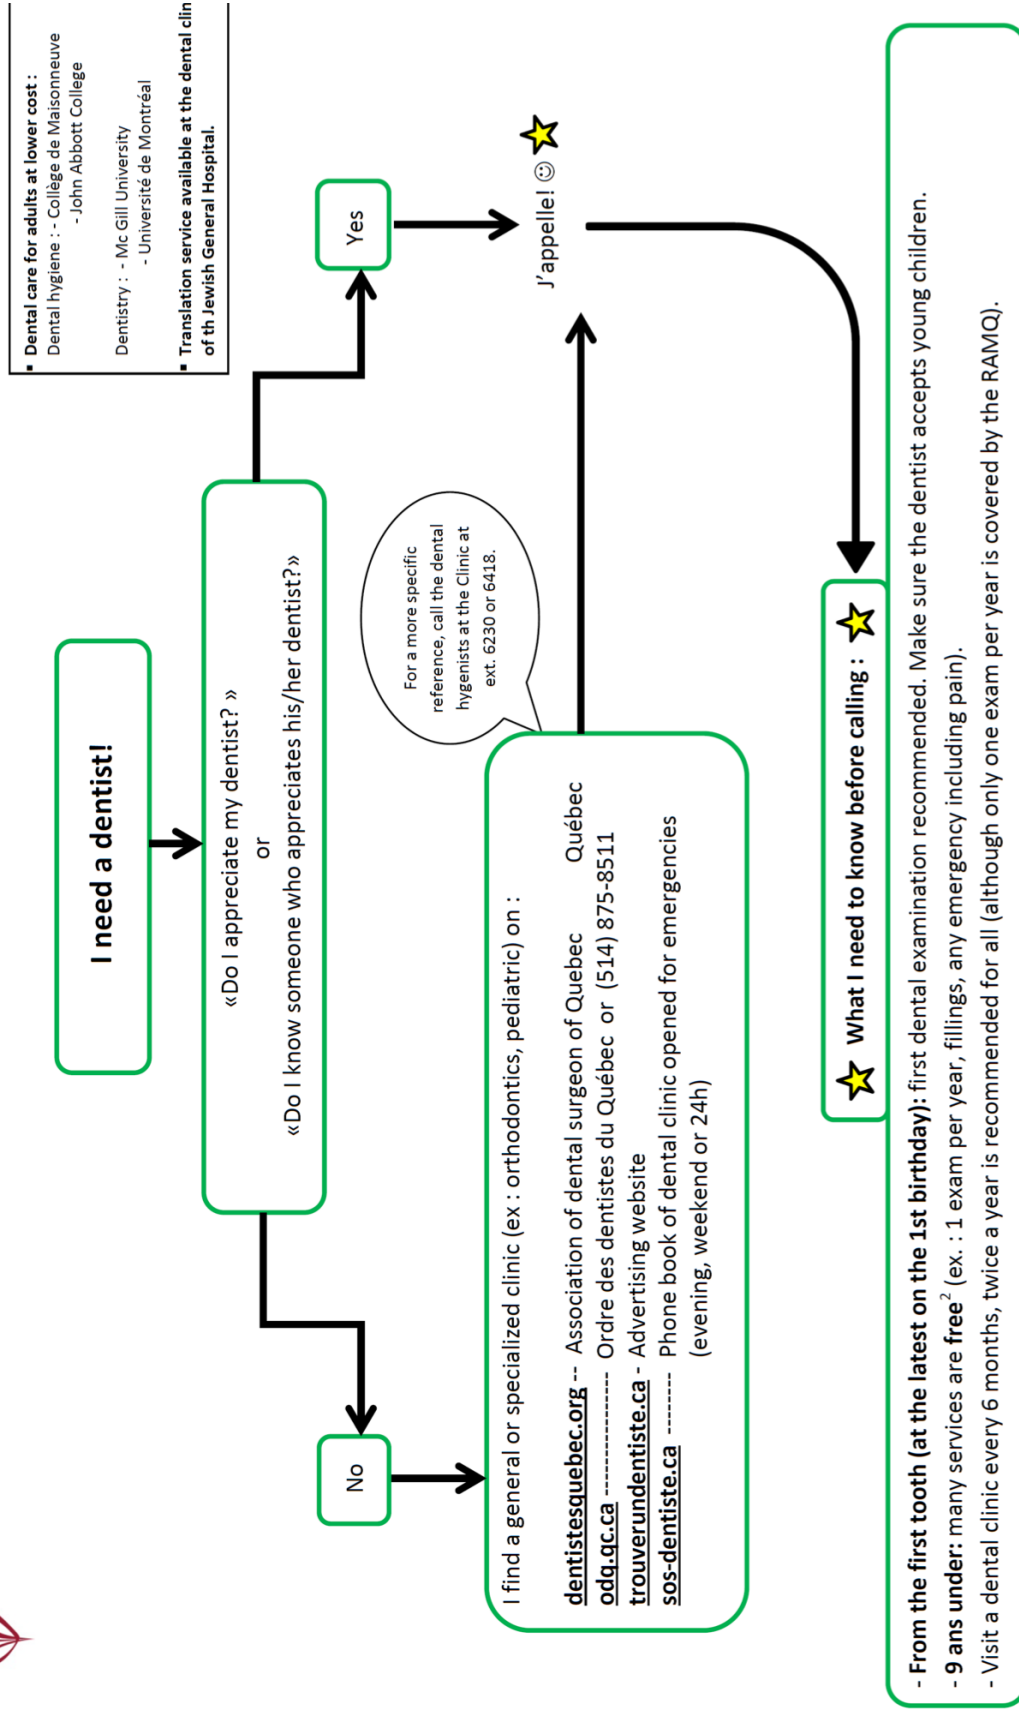 ▪ Dental care for adults at lower cost :
Dental hygiene : - Collège de Maisonneuve
- John Abbott College
Dentistry : - Mc Gill University
- Université de Montréal
▪ Translation service available at the dental clin
of th Jewish General Hospital.
I need a dentist!
«Do I appreciate my dentist? »
or
«Do I know someone who appreciates his/her dentist?»
No
Yes
For a more specific
reference, call the dental
hygenists at the Clinic at
ext. 6230 or 6418.
I find a general or specialized clinic (ex : orthodontics, pediatric) on :
dentistesquebec.org -- Association of dental surgeon of Quebec Québec
odq.qc.ca ---------------- Ordre des dentistes du Québec or (514) 875-8511
trouverundentiste.ca - Advertising website
sos-dentiste.ca --------- Phone book of dental clinic opened for emergencies
(evening, weekend or 24h)
J'appelle! ☺
What I need to know before calling :
- From the first tooth (at the latest on the 1st birthday): first dental examination recommended. Make sure the dentist accepts young children.
- 9 ans under: many services are free² (ex. : 1 exam per year, fillings, any emergency including pain).
- Visit a dental clinic every 6 months, twice a year is recommended for all (although only one exam per year is covered by the RAMQ).